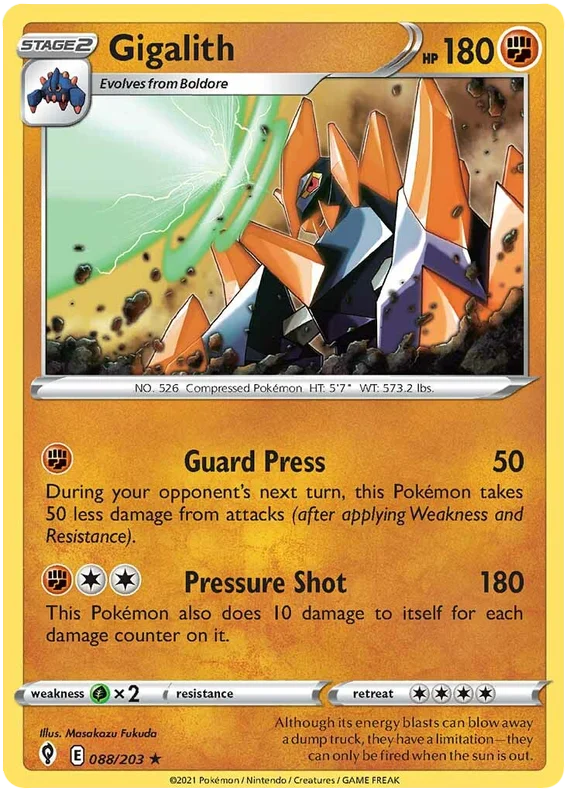 STAGE2
Gigalith
HP 180
Evolves from Boldore
NO. 526 Compressed Pokémon HT: 5'7" WT: 573.2 lbs.
Guard Press 50
During your opponent's next turn, this Pokémon takes
50 less damage from attacks (after applying Weakness and
Resistance).
Pressure Shot 180
This Pokémon also does 10 damage to itself for each
damage counter on it.
weakness ×2 resistance retreat
Illus. Masakazu Fukuda
E 088/203 ★
Although its energy blasts can blow away
a dump truck, they have a limitation—they
can only be fired when the sun is out.
©2021 Pokémon / Nintendo / Creatures / GAME FREAK